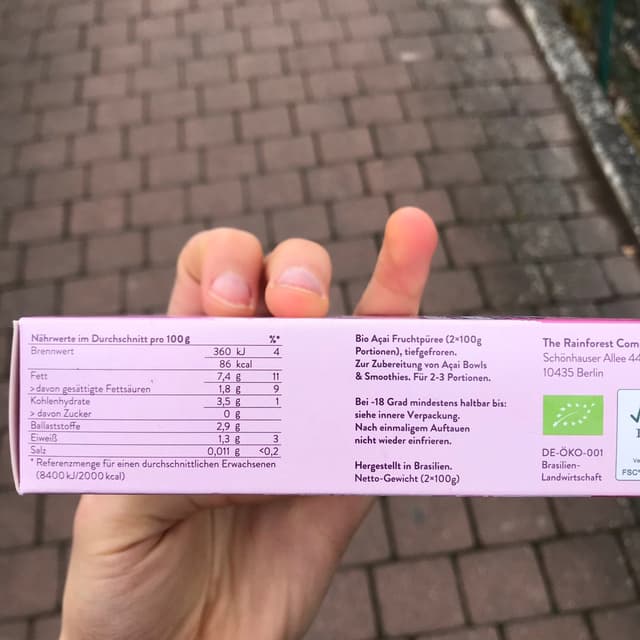 Nährwerte im Durchschnitt pro 100 g %*
Brennwert 360 kJ 4
86 kcal
Fett 7,4 g 11
> davon gesättigte Fettsäuren 1,8 g 9
Kohlenhydrate 3,5 g 1
> davon Zucker 0 g
Ballaststoffe 2,9 g
Eiweiß 1,3 g 3
Salz 0,011 g <0,2
* Referenzmenge für einen durchschnittlichen Erwachsenen
(8400 kJ/2000 kcal)
Bio Açai Fruchtpüree (2×100g
Portionen), tiefgefroren.
Zur Zubereitung von Açai Bowls
& Smoothies. Für 2-3 Portionen.
Bei -18 Grad mindestens haltbar bis:
siehe innere Verpackung.
Nach einmaligem Auftauen
nicht wieder einfrieren.
Hergestellt in Brasilien.
Netto-Gewicht (2×100g)
The Rainforest Com
Schönhauser Allee 44
10435 Berlin
DE-ÖKO-001
Brasilien-
Landwirtschaft
FSC